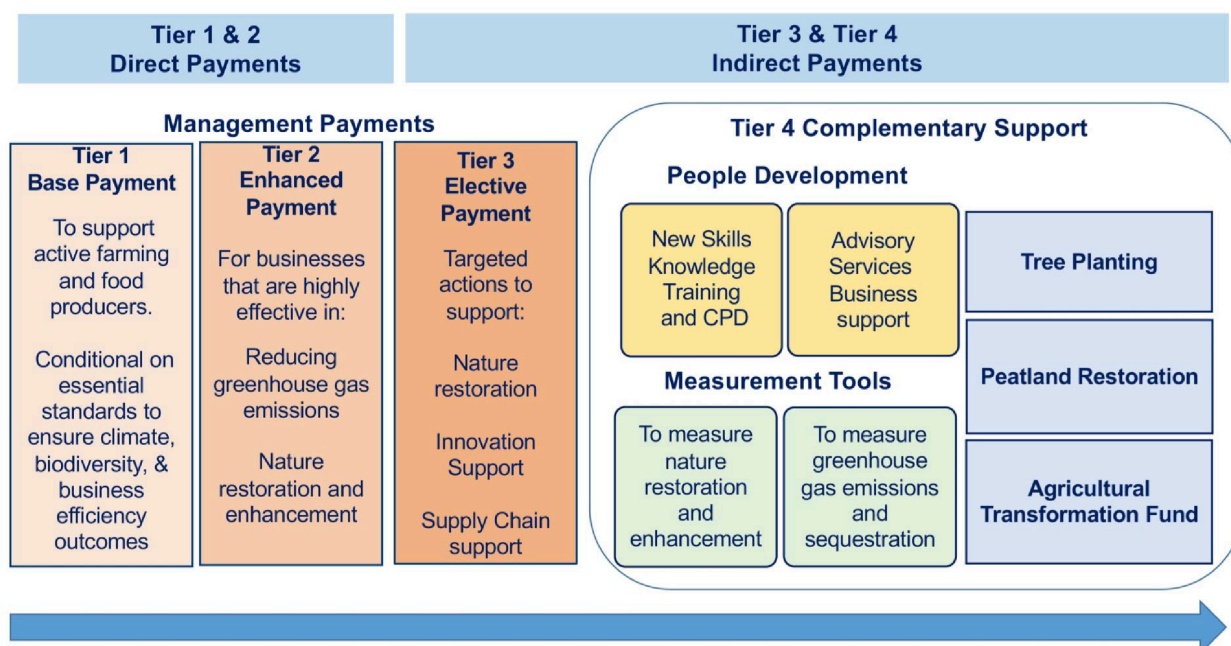 Tier 1 & 2
Direct Payments
Tier 3 & Tier 4
Indirect Payments
Management Payments
Tier 1
Base Payment
To support
active farming
and food
producers.
Conditional on
essential
standards to
ensure climate,
biodiversity, &
business
efficiency
outcomes
Tier 2
Enhanced
Payment
For businesses
that are highly
effective in:
Reducing
greenhouse gas
emissions
Nature
restoration and
enhancement
Tier 3
Elective
Payment
Targeted
actions to
support:
Nature
restoration
Innovation
Support
Supply Chain
support
Tier 4 Complementary Support
People Development
New Skills
Knowledge
Training
and CPD
Advisory
Services
Business
support
Measurement Tools
To measure
nature
restoration
and
enhancement
To measure
greenhouse
gas emissions
and
sequestration
Tree Planting
Peatland Restoration
Agricultural
Transformation Fund